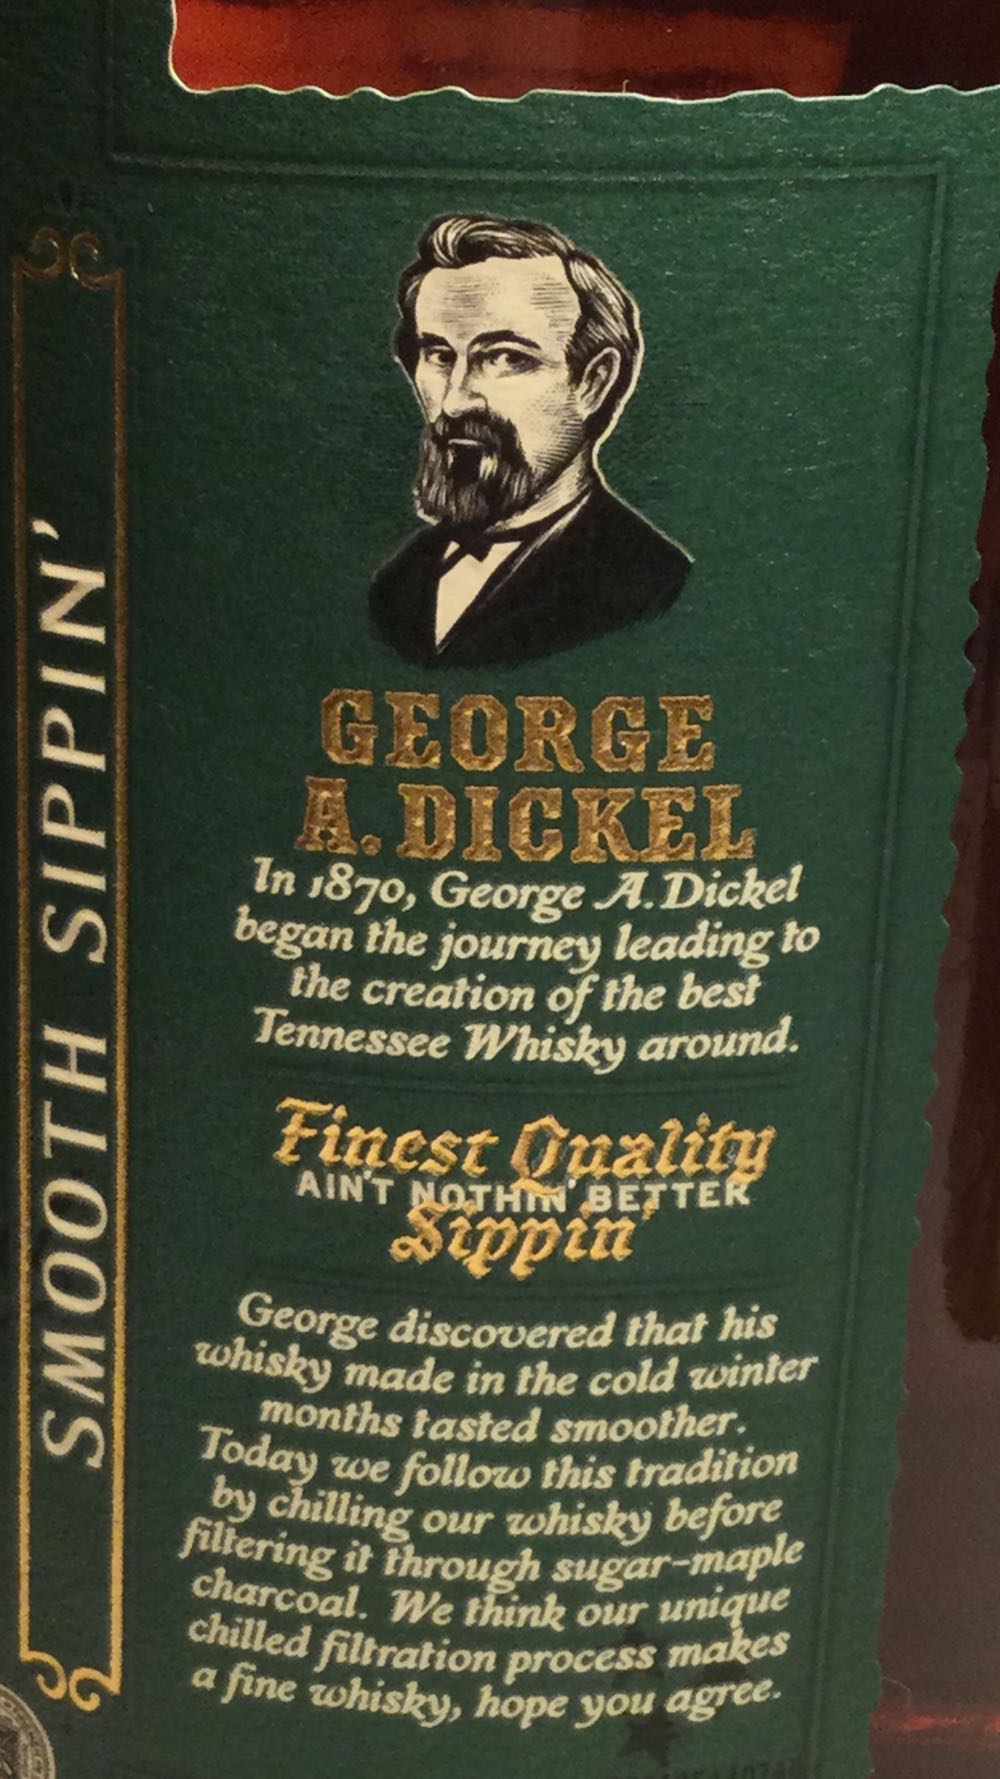 SMOOTH SIPPIN'
GEORGE
A. DICKEL
In 1870, George A. Dickel
began the journey leading to
the creation of the best
Tennessee Whisky around.
Finest Quality
AIN'T NOTHIN' BETTER
Sippin'
George discovered that his
whisky made in the cold winter
months tasted smoother.
Today we follow this tradition
by chilling our whisky before
filtering it through sugar-maple
charcoal. We think our unique
chilled filtration process makes
a fine whisky, hope you agree.